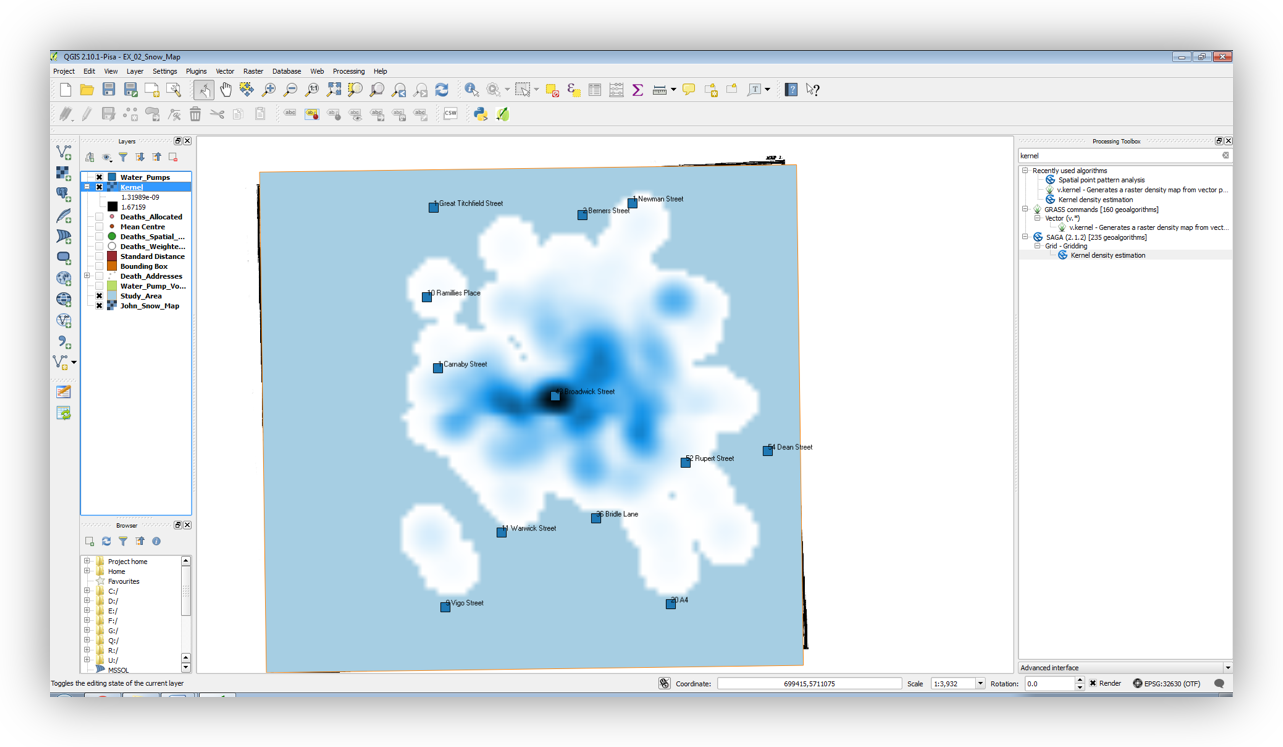 QGIS 2.10.1-Pisa - EX_02_Snow_Map
Project Edit View Layer Settings Plugins Vector Raster Database Web Processing Help
CSW
Layers
Water_Pumps
Kernel
1.31989e-09
1.67159
Deaths_Allocated
Mean Centre
Deaths_Spatial_...
Deaths_Weighte...
Standard Distance
Bounding Box
Death_Addresses
Water_Pump_Vo...
Study_Area
John_Snow_Map
Browser
Project home
Home
Favourites
C:/
D:/
E:/
F:/
G:/
Q:/
R:/
U:/
MSSQL
1 Newman Street
1 Great Titchfield Street
2 Berners Street
10 Ramillies Place
1 Carnaby Street
Broadwick Street
54 Dean Street
52 Rupert Street
36 Bridle Lane
11 Warwick Street
20 A4
9 Vigo Street
Processing Toolbox
kernel
Recently used algorithms
Spatial point pattern analysis
v.kernel - Generates a raster density map from vector p...
Kernel density estimation
GRASS commands [160 geoalgorithms]
Vector (v.*)
v.kernel - Generates a raster density map from vect...
SAGA (2.1.2) [235 geoalgorithms]
Grid - Gridding
Kernel density estimation
Advanced interface
Toggles the editing state of the current layer
Coordinate: 699415,5711075 Scale 1:3,932 Rotation: 0.0 Render EPSG:32630 (OTF)